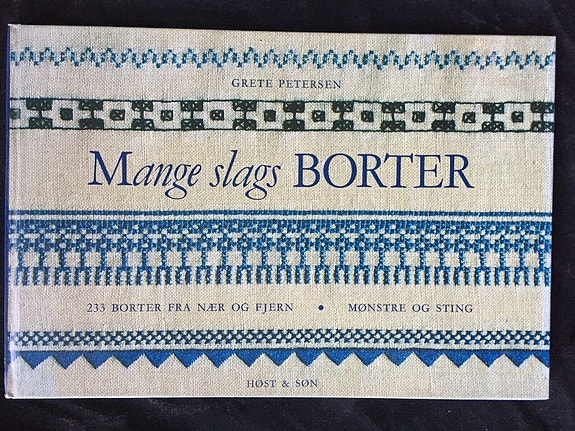 GRETE PETERSEN
Mange slags BORTER
233 BORTER FRA NÆR OG FJERN • MØNSTRE OG STING
HØST & SØN